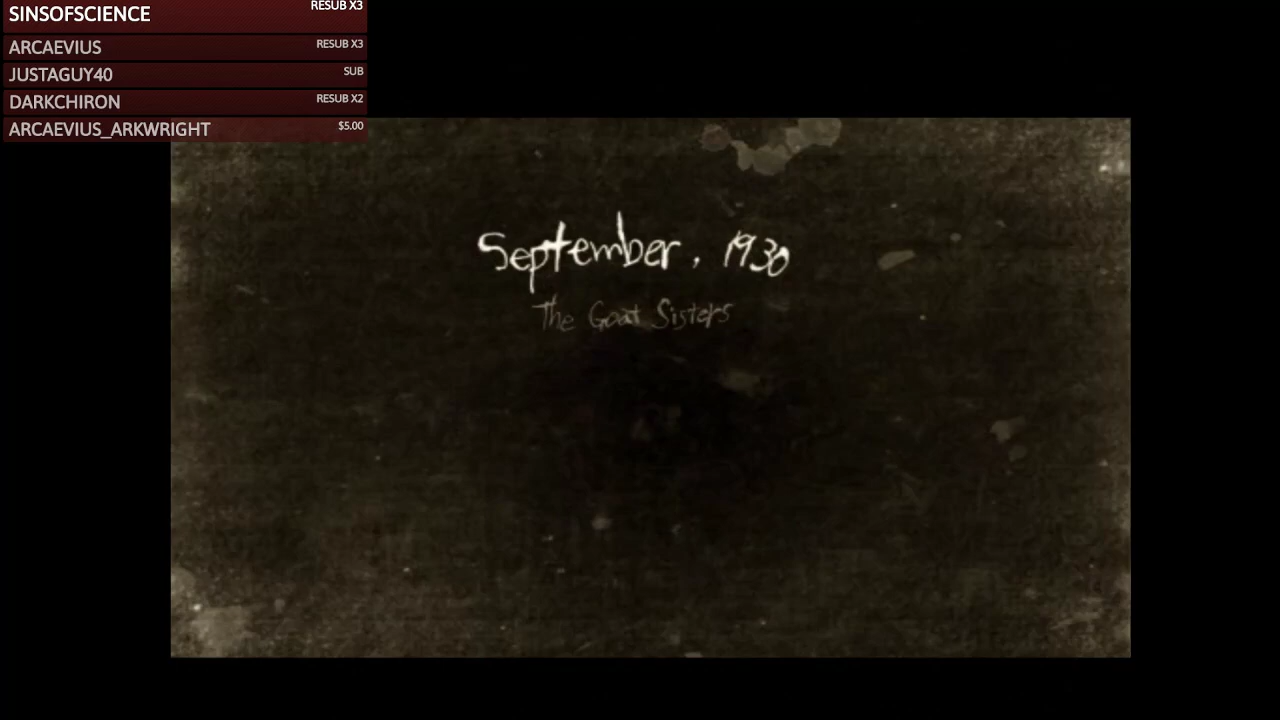 SINSOFSCIENCE RESUB X3
ARCAEVIUS RESUB X3
JUSTAGUY40 SUB
DARKCHIRON RESUB X2
ARCAEVIUS_ARKWRIGHT $5.00
September, 1930
The Goat Sisters